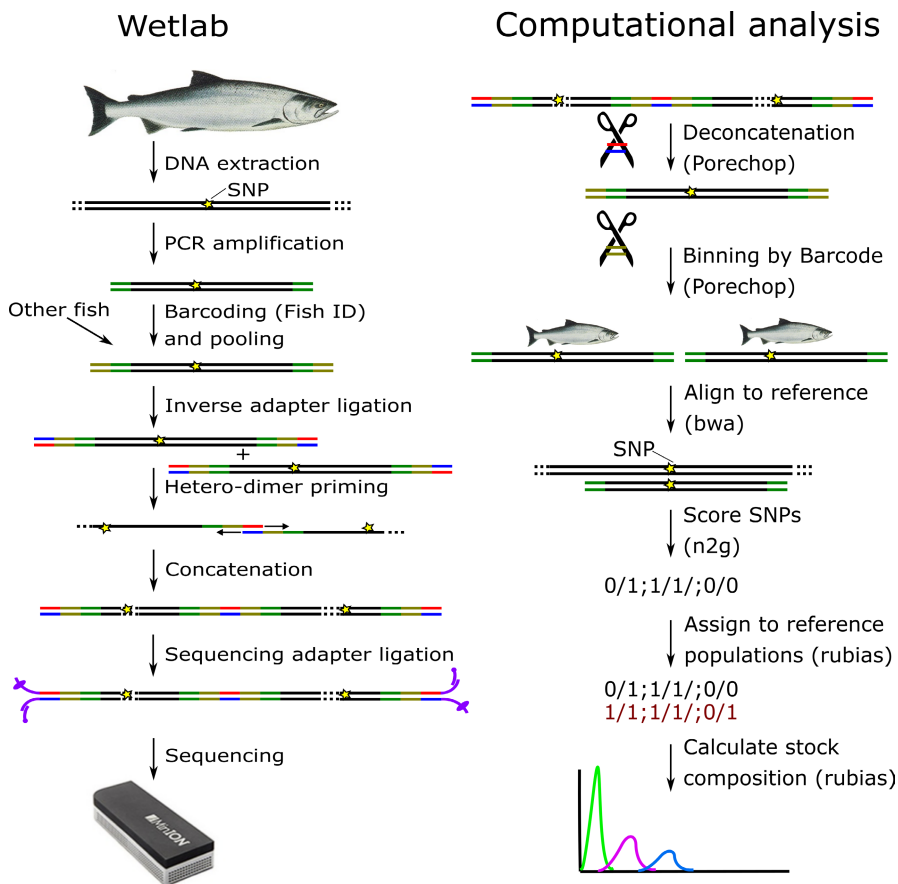 Wetlab
DNA extraction
SNP
PCR amplification
Other fish
Barcoding (Fish ID)
and pooling
Inverse adapter ligation
+
Hetero-dimer priming
Concatenation
Sequencing adapter ligation
Sequencing
MinION
Computational analysis
Deconcatenation
(Porechop)
Binning by Barcode
(Porechop)
Align to reference
(bwa)
SNP
Score SNPs
(n2g)
0/1;1/1/;0/0
Assign to reference
populations (rubias)
0/1;1/1/;0/0
1/1;1/1/;0/1
Calculate stock
composition (rubias)